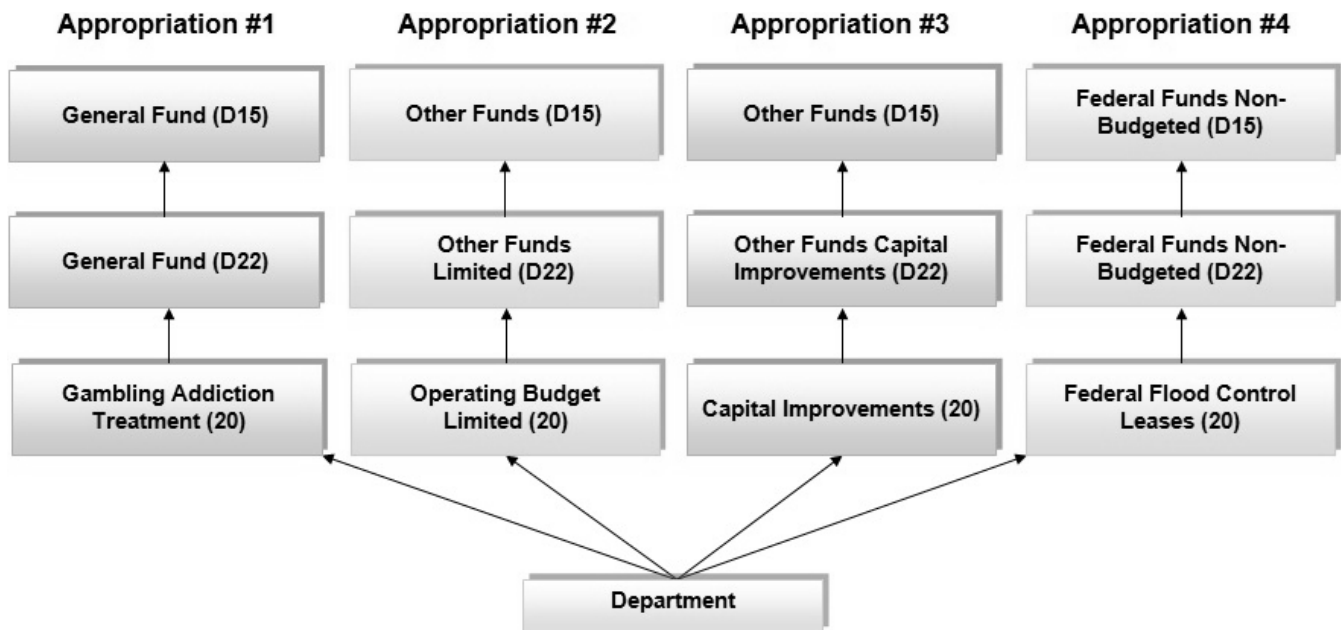 Appropriation #1
Appropriation #2
Appropriation #3
Appropriation #4
General Fund (D15)
Other Funds (D15)
Other Funds (D15)
Federal Funds Non-
Budgeted (D15)
General Fund (D22)
Other Funds
Limited (D22)
Other Funds Capital
Improvements (D22)
Federal Funds Non-
Budgeted (D22)
Gambling Addiction
Treatment (20)
Operating Budget
Limited (20)
Capital Improvements (20)
Federal Flood Control
Leases (20)
Department